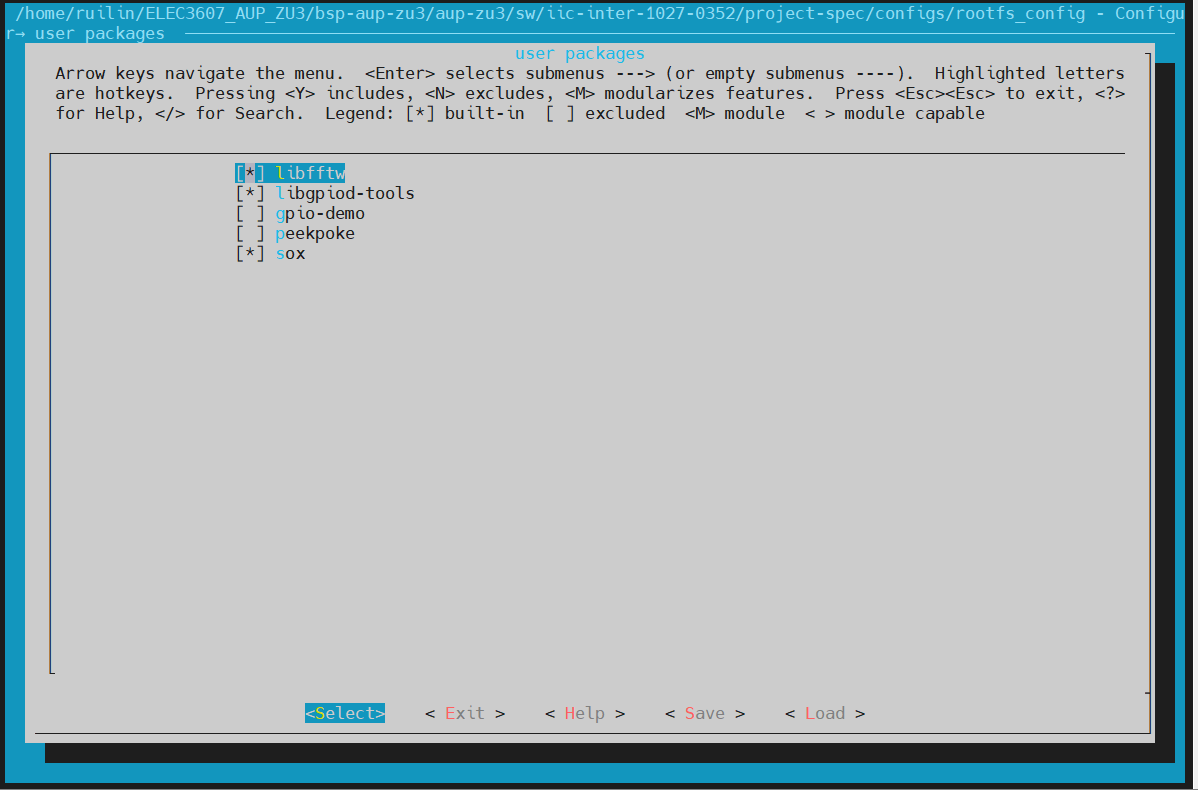 /home/ruilin/ELEC3607_AUP_ZU3/bsp-aup-zu3/aup-zu3/sw/iic-inter-1027-0352/project-spec/configs/rootfs_config - Configu
r→ user packages
user packages
Arrow keys navigate the menu.  <Enter> selects submenus ---> (or empty submenus ----).  Highlighted letters
are hotkeys.  Pressing <Y> includes, <N> excludes, <M> modularizes features.  Press <Esc><Esc> to exit, <?>
for Help, </> for Search.  Legend: [*] built-in  [ ] excluded  <M> module  < > module capable
[*] libfftw
[*] libgpiod-tools
[ ] gpio-demo
[ ] peekpoke
[*] sox
<Select>    < Exit >    < Help >    < Save >    < Load >